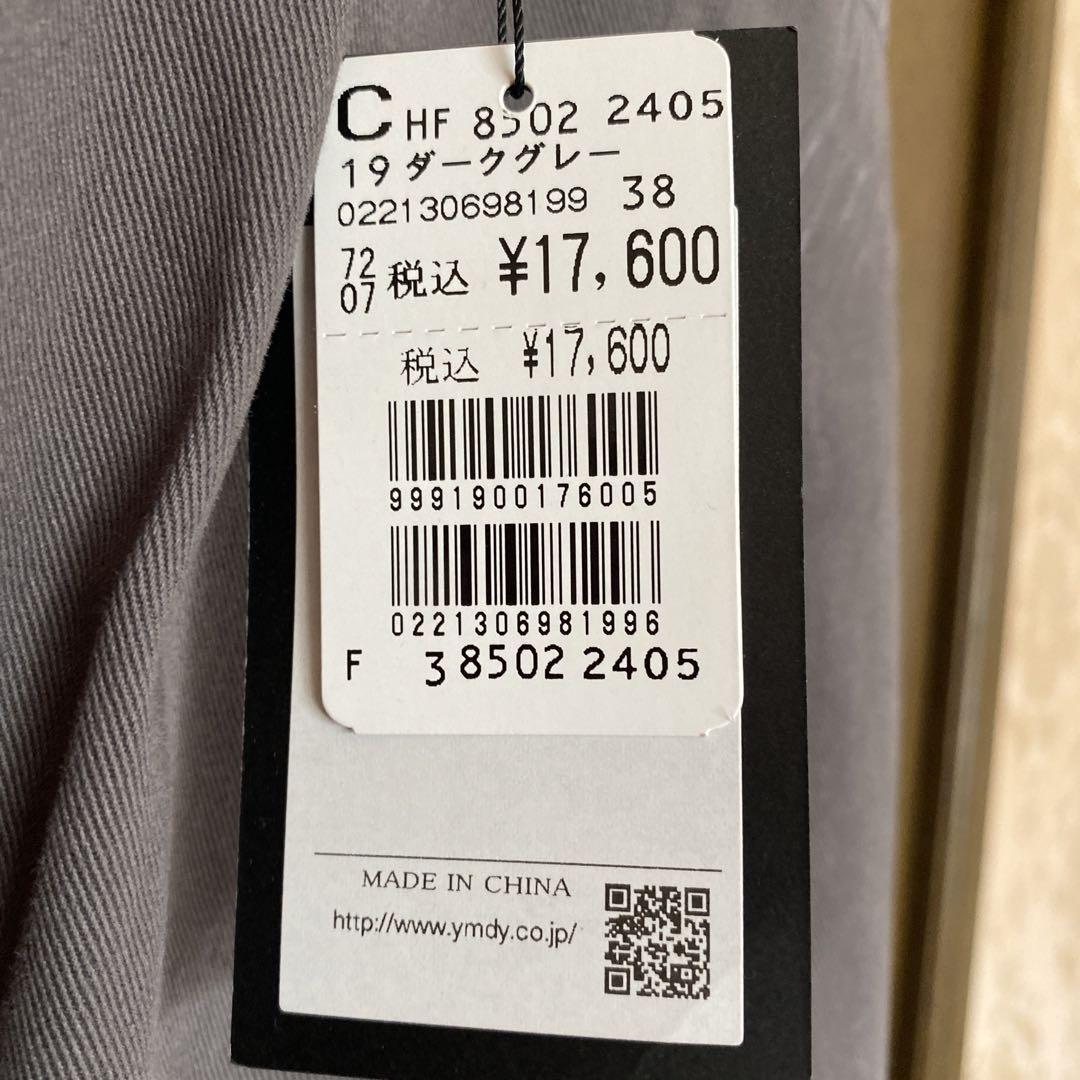 C HF 8502 2405
19 ダークグレー
022130698199 38
72
07 税込 ¥17,600
税込 ¥17,600
9991900176005
0221306981996
F 3 8502 2405
MADE IN CHINA
http://www.ymdy.co.jp/